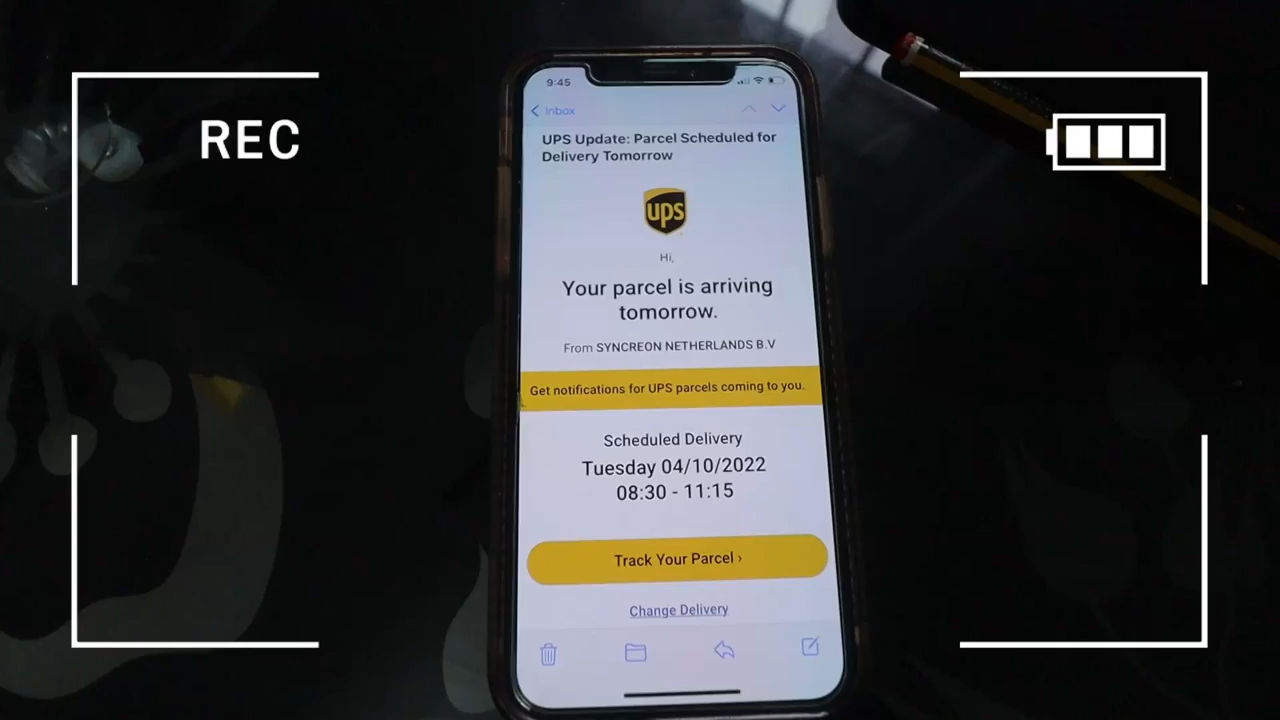 REC
9:45
Inbox
UPS Update: Parcel Scheduled for
Delivery Tomorrow
ups
Hi,
Your parcel is arriving
tomorrow.
From SYNCREON NETHERLANDS B.V
Get notifications for UPS parcels coming to you.
Scheduled Delivery
Tuesday 04/10/2022
08:30 - 11:15
Track Your Parcel ›
Change Delivery